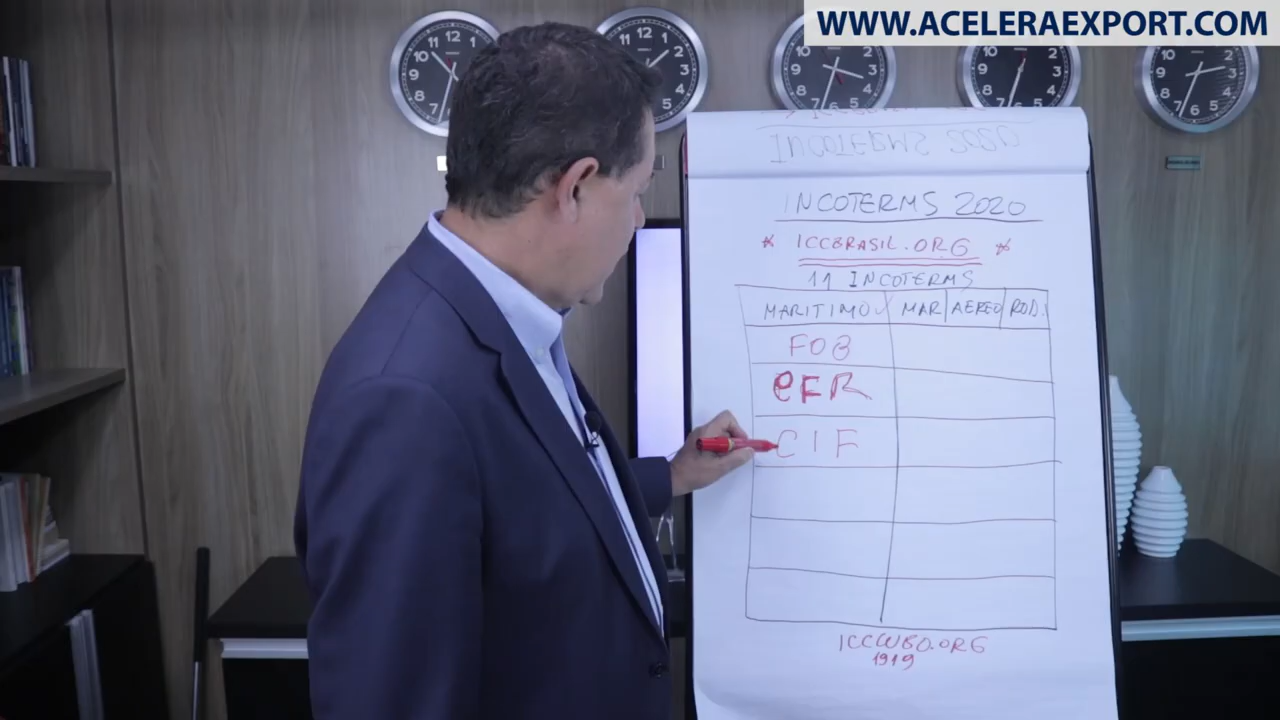 WWW.ACELERAEXPORT.COM
INCOTERMS 2020
* ICCBRASIL.ORG *
11 INCOTERMS
MARITIMO MAR AEREO ROD.
FOB
CFR
CIF
ICCWBO.ORG
1919